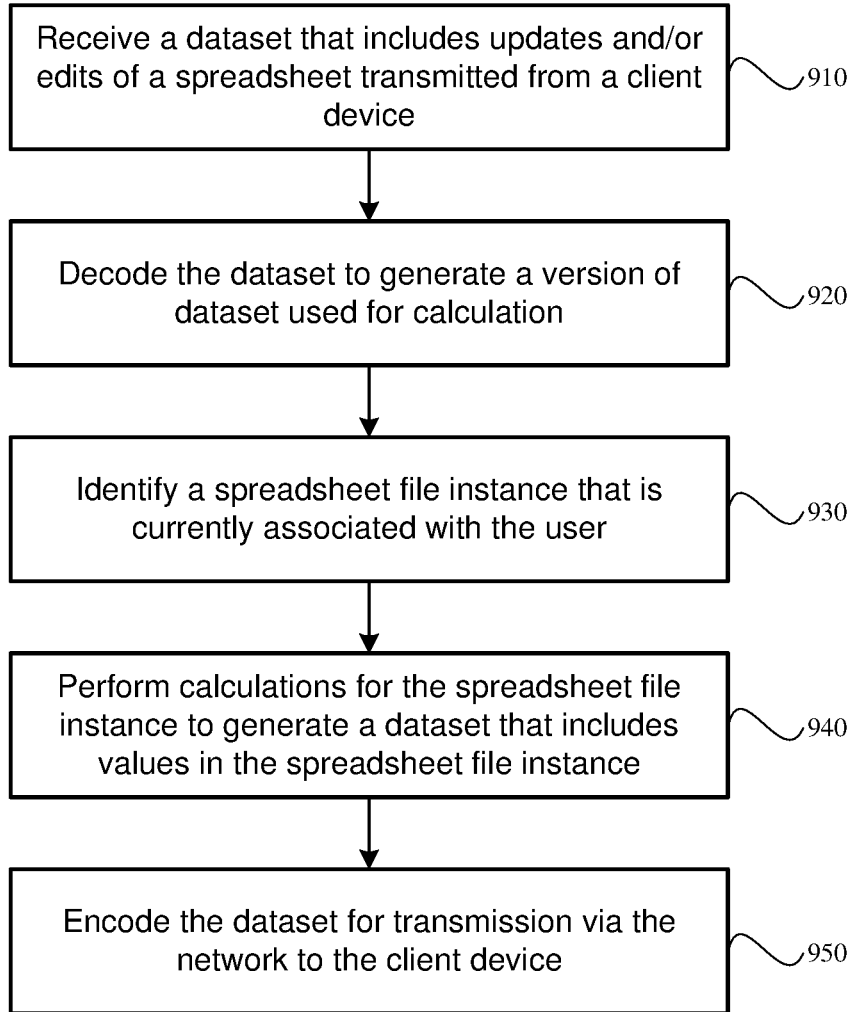 Receive a dataset that includes updates and/or
edits of a spreadsheet transmitted from a client
device
910
Decode the dataset to generate a version of
dataset used for calculation
920
Identify a spreadsheet file instance that is
currently associated with the user
930
Perform calculations for the spreadsheet file
instance to generate a dataset that includes
values in the spreadsheet file instance
940
Encode the dataset for transmission via the
network to the client device
950